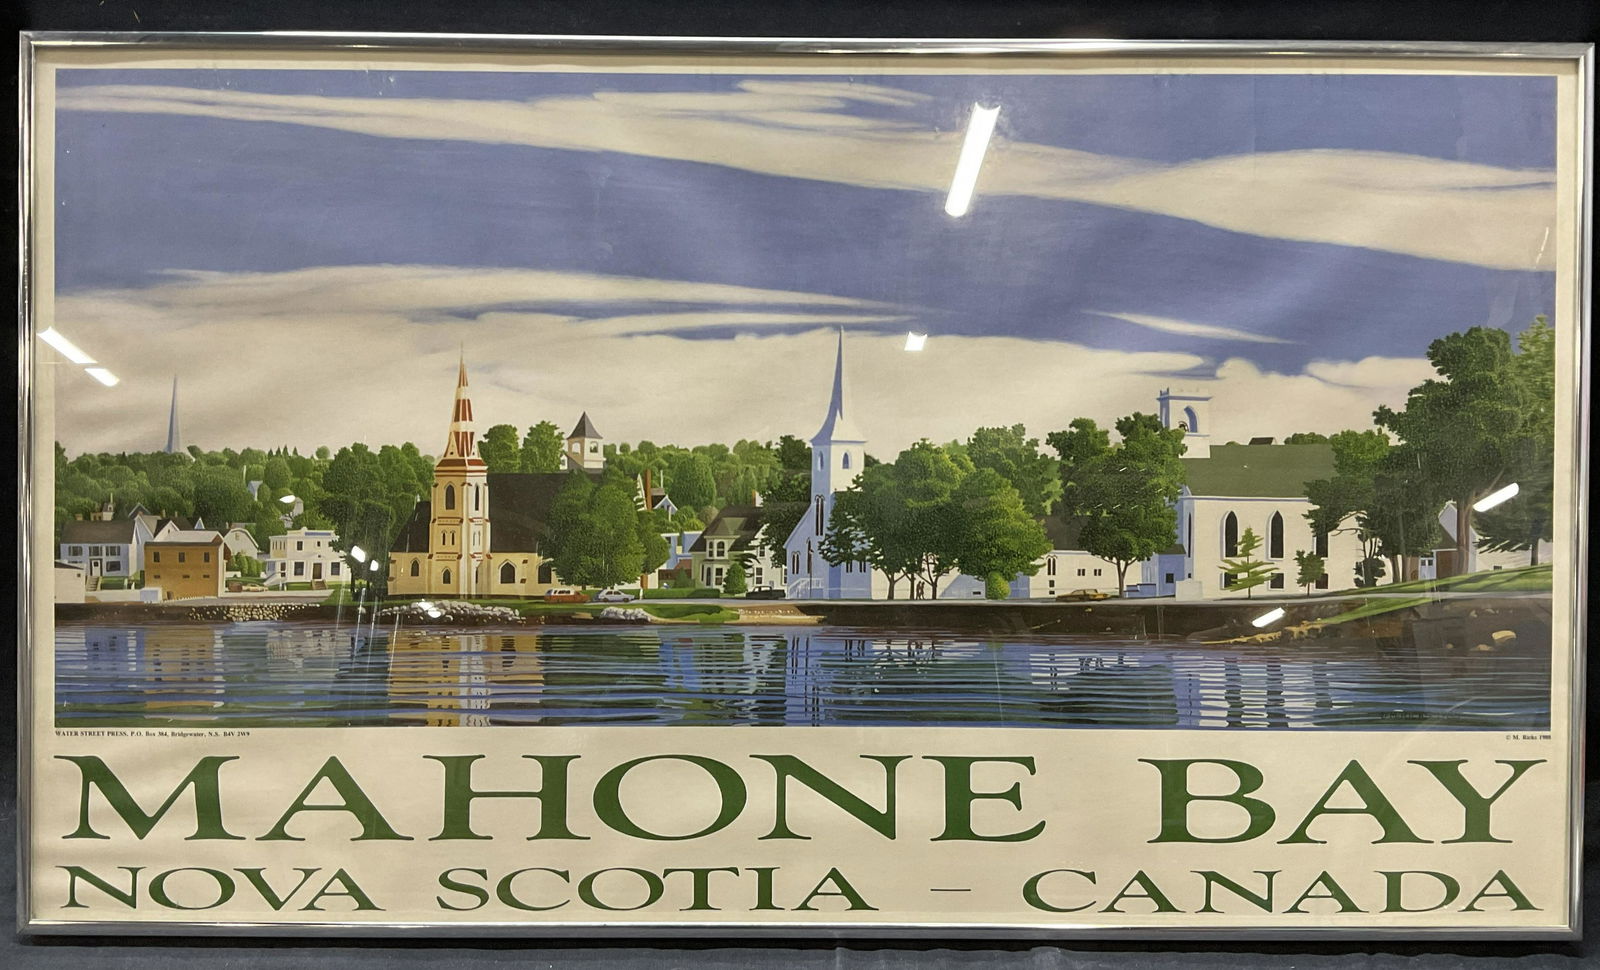 WATER STREET PRESS, P.O. Box 384, Bridgewater, N.S. B4V 2W9
© M. Ricks 1988
MAHONE BAY
NOVA SCOTIA – CANADA